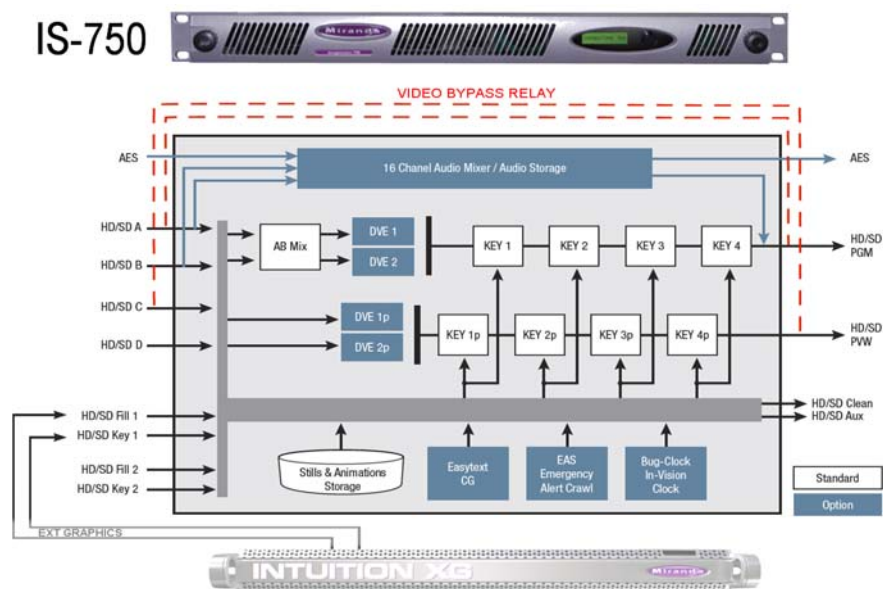 IS-750
Miranda
VIDEO BYPASS RELAY
AES
16 Chanel Audio Mixer / Audio Storage
AES
HD/SD A
HD/SD B
HD/SD C
HD/SD D
AB Mix
DVE 1
DVE 2
KEY 1
KEY 2
KEY 3
KEY 4
HD/SD
PGM
DVE 1p
DVE 2p
KEY 1p
KEY 2p
KEY 3p
KEY 4p
HD/SD
PVW
HD/SD Fill 1
HD/SD Key 1
HD/SD Fill 2
HD/SD Key 2
HD/SD Clean
HD/SD Aux
Stills & Animations
Storage
Easytext
CG
EAS
Emergency
Alert Crawl
Bug-Clock
In-Vision
Clock
Standard
Option
EXT GRAPHICS
INTUITION XG
Miranda